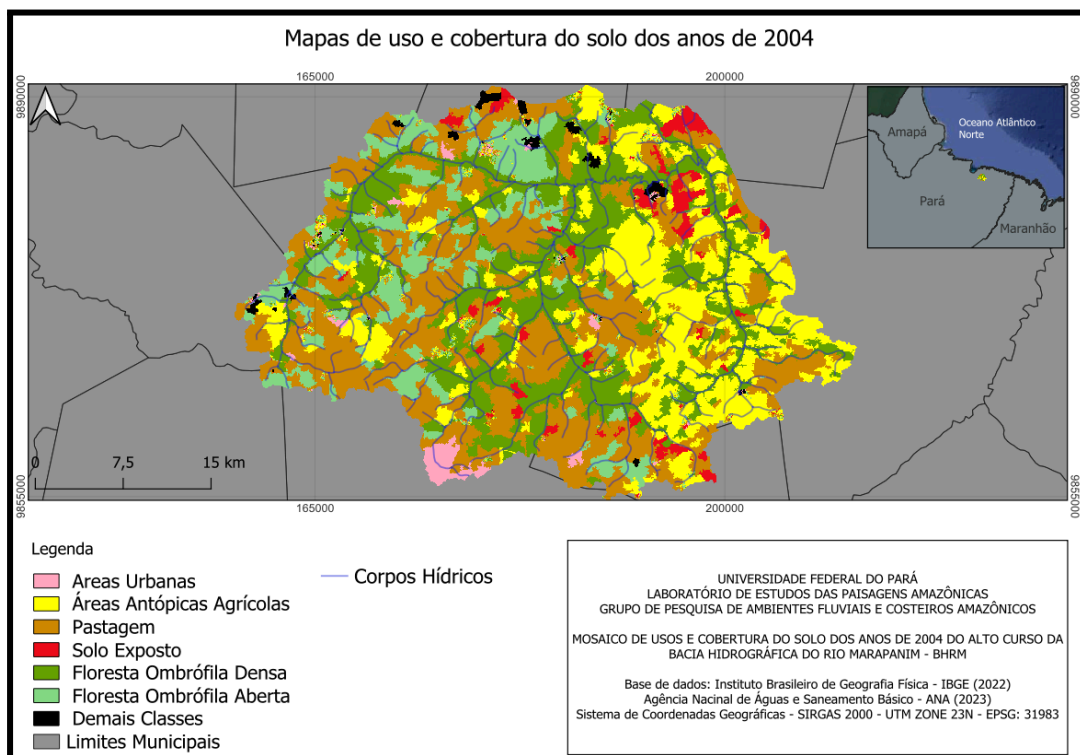 Mapas de uso e cobertura do solo dos anos de 2004
165000
200000
9890000
9890000
Oceano Atlântico
Norte
Amapá
Pará
Maranhão
0
7,5
15 km
9855000
9855000
165000
200000
Legenda
Areas Urbanas
Áreas Antópicas Agrícolas
Pastagem
Solo Exposto
Floresta Ombrófila Densa
Floresta Ombrófila Aberta
Demais Classes
Limites Municipais
Corpos Hídricos
UNIVERSIDADE FEDERAL DO PARÁ
LABORATÓRIO DE ESTUDOS DAS PAISAGENS AMAZÔNICAS
GRUPO DE PESQUISA DE AMBIENTES FLUVIAIS E COSTEIROS AMAZÔNICOS
MOSAICO DE USOS E COBERTURA DO SOLO DOS ANOS DE 2004 DO ALTO CURSO DA
BACIA HIDROGRÁFICA DO RIO MARAPANIM - BHRM
Base de dados: Instituto Brasileiro de Geografia Física - IBGE (2022)
Agência Nacinal de Águas e Saneamento Básico - ANA (2023)
Sistema de Coordenadas Geográficas - SIRGAS 2000 - UTM ZONE 23N - EPSG: 31983